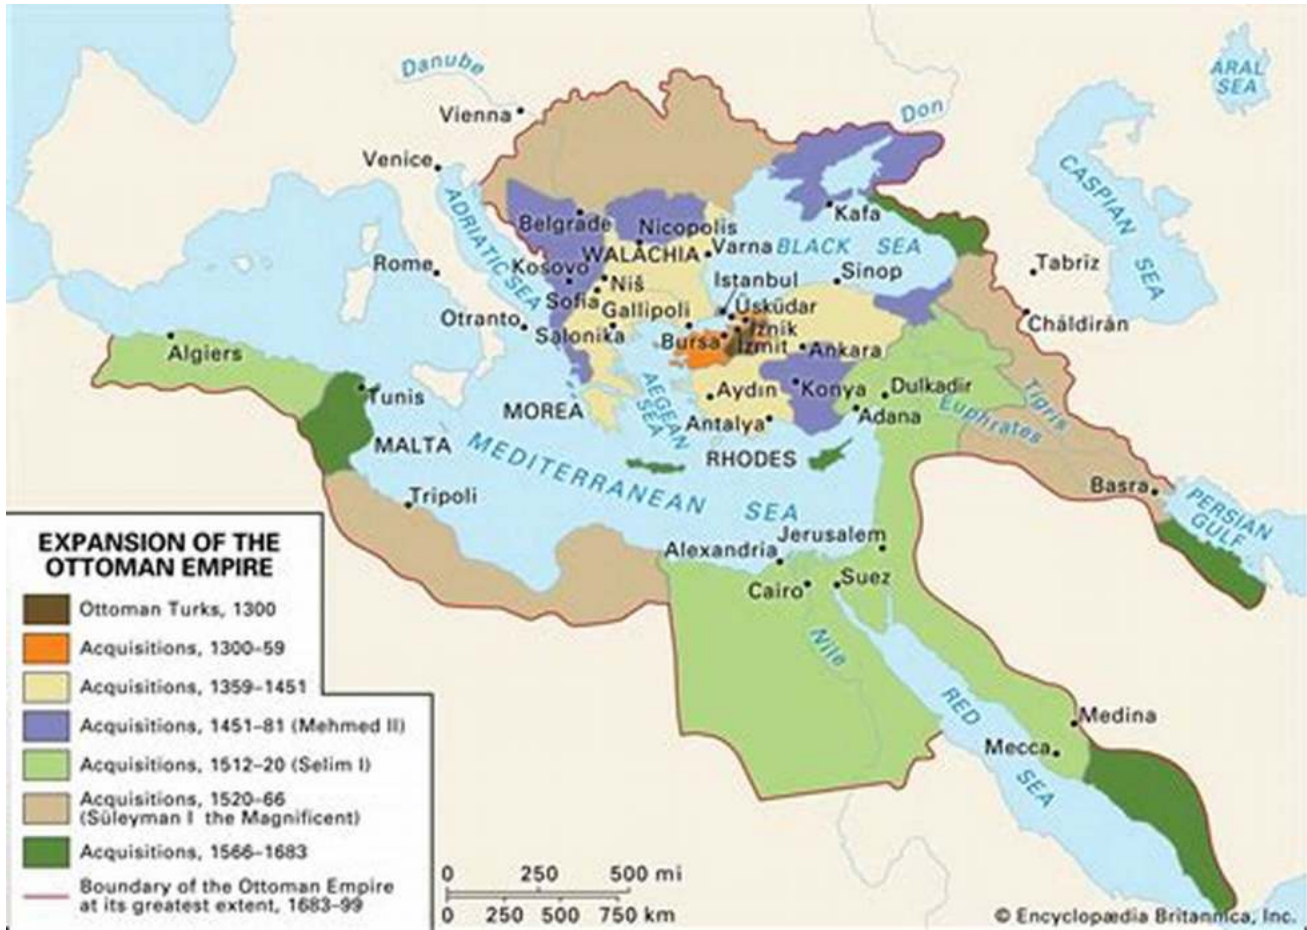 Danube
Vienna
Venice
ADRIATIC SEA
Rome
Otranto
Don
ARAL
SEA
CASPIAN
SEA
Kafa
BLACK SEA
Belgrade
Nicopolis
WALACHIA
Varna
Kosovo
Niš
Sofia
Istanbul
Sinop
Tabrīz
Gallipoli
Üsküdar
Chāldirān
Salonika
Bursa
İznik
İzmit
Ankara
Algiers
Tunis
MOREA
AEGEAN
SEA
Aydın
Konya
Dulkadir
Antalya
Adana
Euphrates
Tigris
MALTA
MEDITERRANEAN SEA
RHODES
Basra
PERSIAN
GULF
Tripoli
Jerusalem
Alexandria
Cairo
Suez
Nile
RED
SEA
Medina
Mecca
EXPANSION OF THE
OTTOMAN EMPIRE
Ottoman Turks, 1300
Acquisitions, 1300–59
Acquisitions, 1359–1451
Acquisitions, 1451–81 (Mehmed II)
Acquisitions, 1512–20 (Selim I)
Acquisitions, 1520–66
(Süleyman I the Magnificent)
Acquisitions, 1566–1683
Boundary of the Ottoman Empire
at its greatest extent, 1683–99
0 250 500 mi
0 250 500 750 km
© Encyclopædia Britannica, Inc.